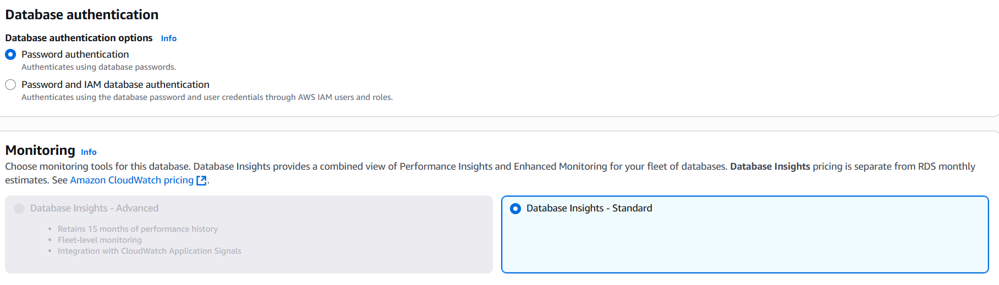 Database authentication
Database authentication options Info
Password authentication
Authenticates using database passwords.
Password and IAM database authentication
Authenticates using the database password and user credentials through AWS IAM users and roles.
Monitoring Info
Choose monitoring tools for this database. Database Insights provides a combined view of Performance Insights and Enhanced Monitoring for your fleet of databases. Database Insights pricing is separate from RDS monthly
estimates. See Amazon CloudWatch pricing.
Database Insights - Advanced
• Retains 15 months of performance history
• Fleet-level monitoring
• Integration with CloudWatch Application Signals
Database Insights - Standard